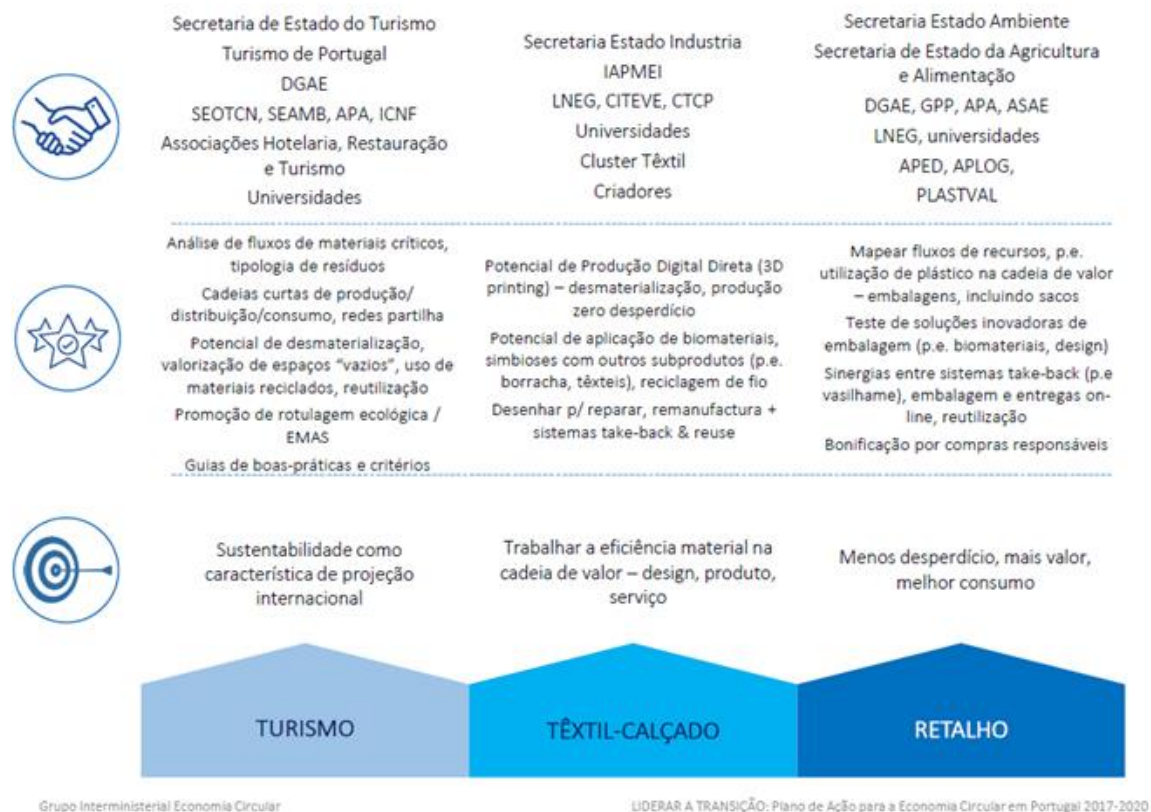 Secretaria de Estado do Turismo
Turismo de Portugal
DGAE
SEOTCN, SEAMB, APA, ICNF
Associações Hotelaria, Restauração
e Turismo
Universidades
Secretaria Estado Industria
IAPMEI
LNEG, CITEVE, CTCP
Universidades
Cluster Têxtil
Criadores
Secretaria Estado Ambiente
Secretaria de Estado da Agricultura
e Alimentação
DGAE, GPP, APA, ASAE
LNEG, universidades
APED, APLOG,
PLASTVAL
Análise de fluxos de materiais críticos,
tipologia de resíduos
Cadeias curtas de produção/
distribuição/consumo, redes partilha
Potencial de desmaterialização,
valorização de espaços “vazios”, uso de
materiais reciclados, reutilização
Promoção de rotulagem ecológica /
EMAS
Guias de boas-práticas e critérios
Potencial de Produção Digital Direta (3D
printing) – desmaterialização, produção
zero desperdício
Potencial de aplicação de biomateriais,
simbioses com outros subprodutos (p.e.
borracha, têxteis), reciclagem de fio
Desenhar p/ reparar, remanufactura +
sistemas take-back & reuse
Mapear fluxos de recursos, p.e.
utilização de plástico na cadeia de valor
– embalagens, incluindo sacos
Teste de soluções inovadoras de
embalagem (p.e. biomateriais, design)
Sinergias entre sistemas take-back (p.e
vasilhame), embalagem e entregas on-
line, reutilização
Bonificação por compras responsáveis
Sustentabilidade como
característica de projeção
internacional
Trabalhar a eficiência material na
cadeia de valor – design, produto,
serviço
Menos desperdício, mais valor,
melhor consumo
TURISMO
TÊXTIL-CALÇADO
RETALHO
Grupo Interministerial Economia Circular
LIDERAR A TRANSIÇÃO: Plano de Ação para a Economia Circular em Portugal 2017-2020